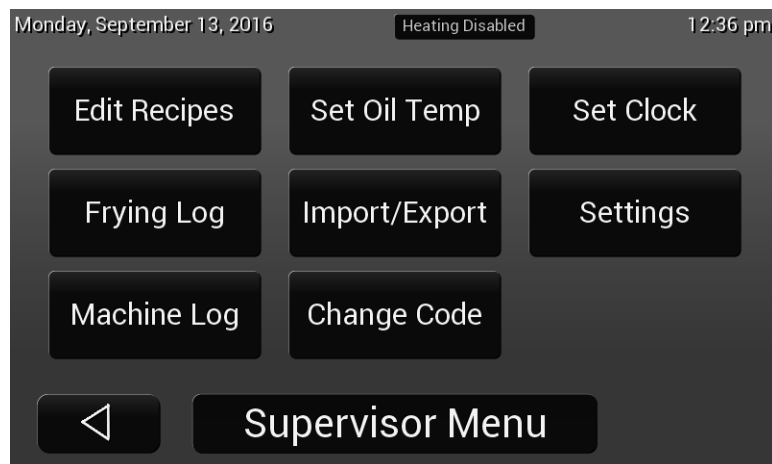 Monday, September 13, 2016 Heating Disabled 12:36 pm
Edit Recipes Set Oil Temp Set Clock
Frying Log Import/Export Settings
Machine Log Change Code
Supervisor Menu